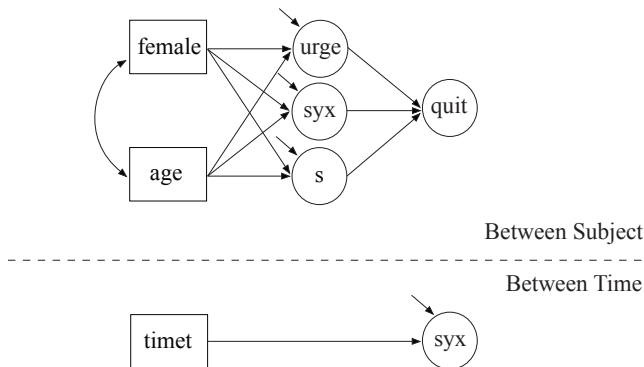 female
urge
syx
quit
age
s
Between Subject
Between Time
timet
syx